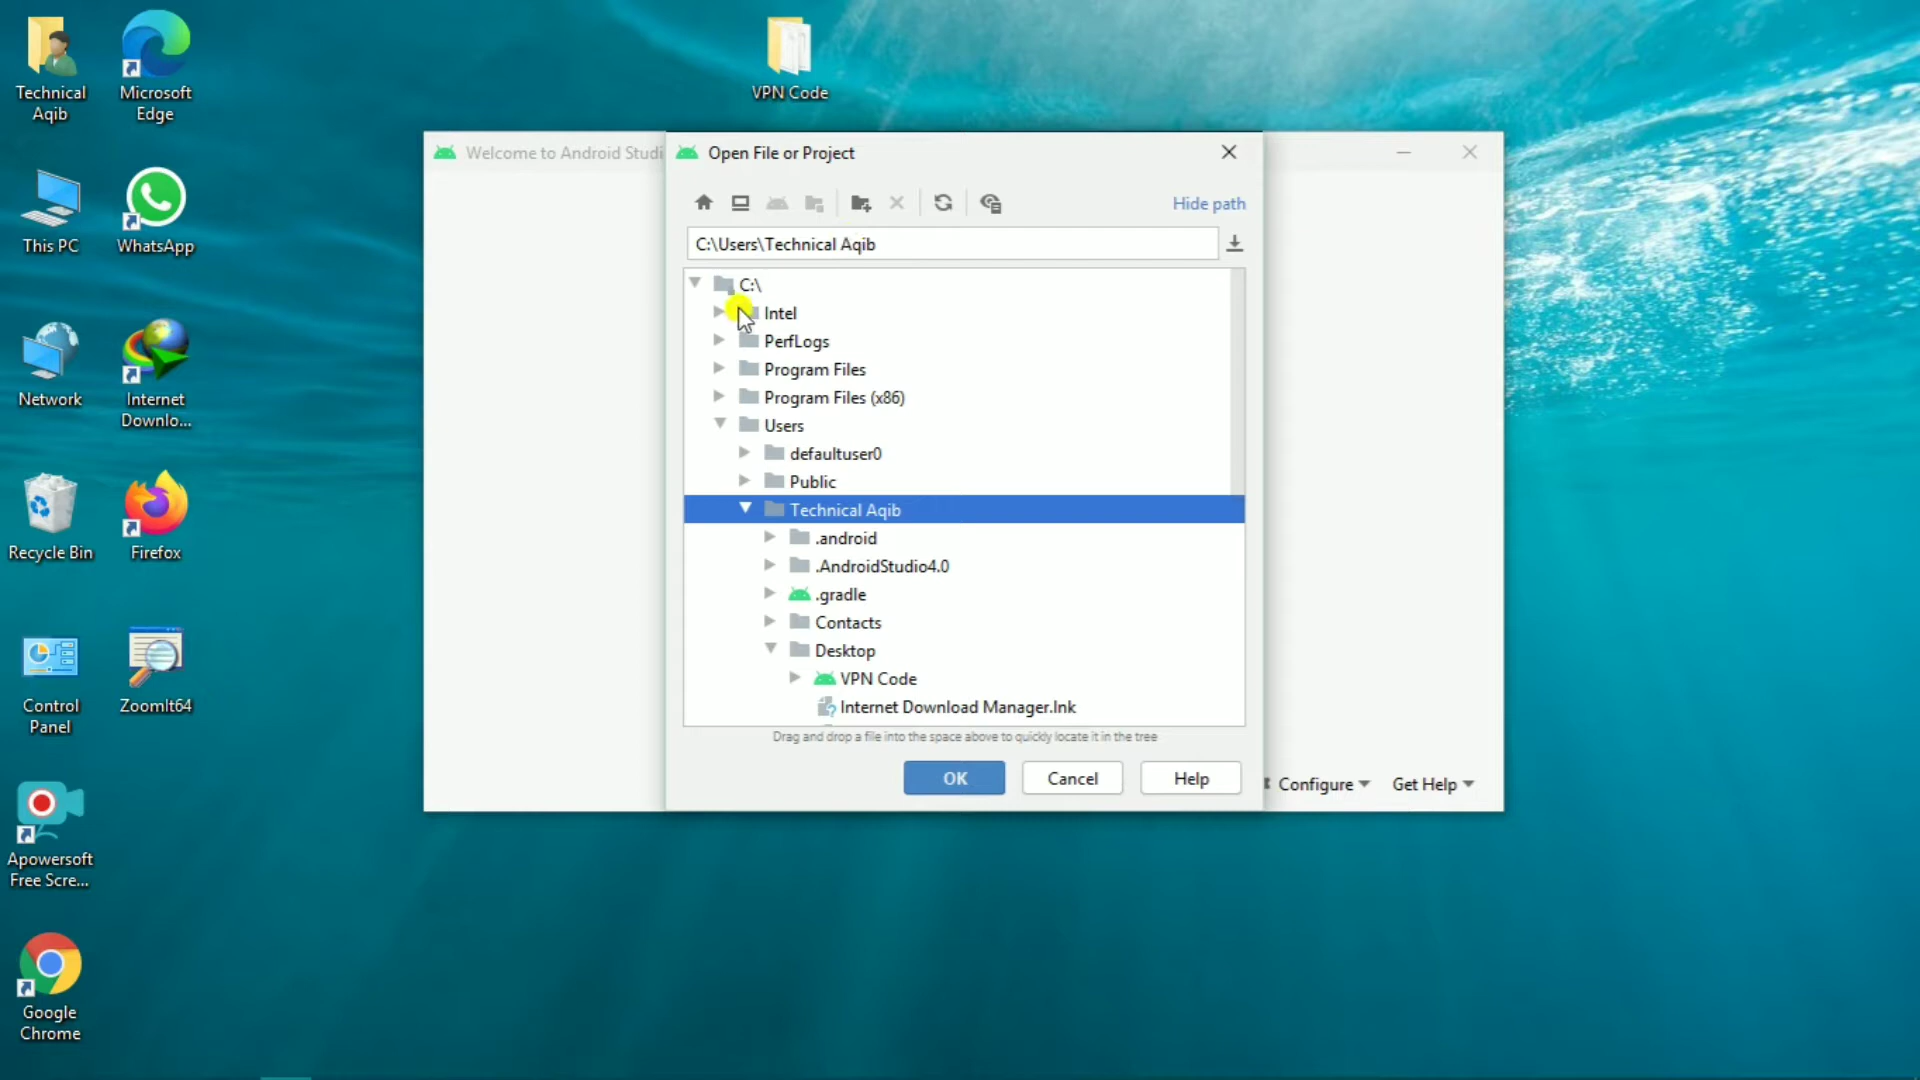 Technical
Aqib
Microsoft
Edge
VPN Code
This PC
WhatsApp
Network
Internet
Downlo...
Recycle Bin
Firefox
Control
Panel
ZoomIt64
Apowersoft
Free Scre...
Google
Chrome
Welcome to Android Studi
Open File or Project
Hide path
C:\Users\Technical Aqib
C:\
Intel
PerfLogs
Program Files
Program Files (x86)
Users
defaultuser0
Public
Technical Aqib
.android
.AndroidStudio4.0
.gradle
Contacts
Desktop
VPN Code
Internet Download Manager.lnk
Drag and drop a file into the space above to quickly locate it in the tree
OK
Cancel
Help
Configure
Get Help